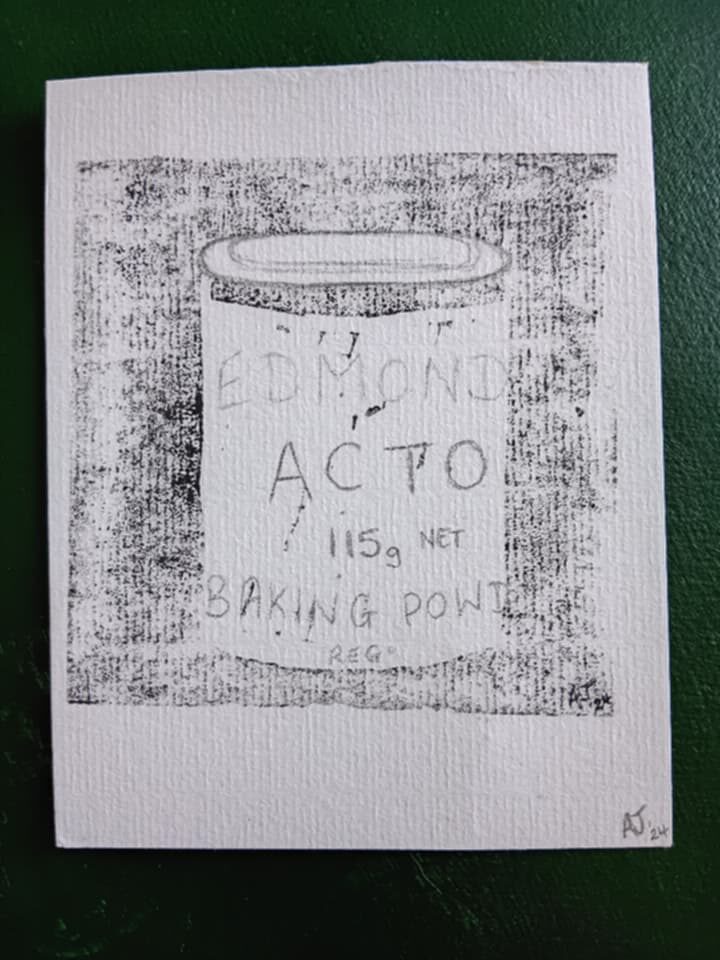 EDMOND
ACTO
115g NET
BAKING POWD
REG
AJ '24
AJ '24